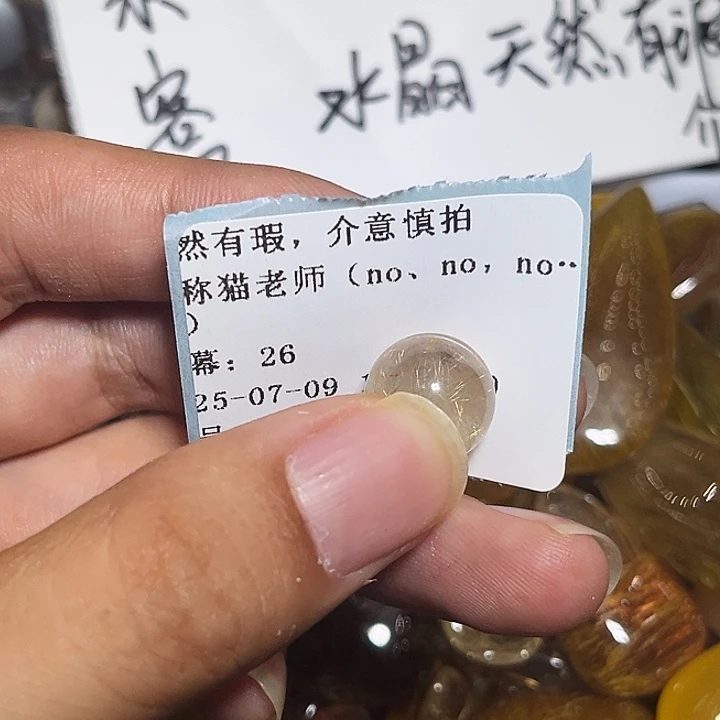 客
水晶天然有
然有瑕，介意慎拍
称猫老师（no、no，no··
）
幕：26
25-07-09